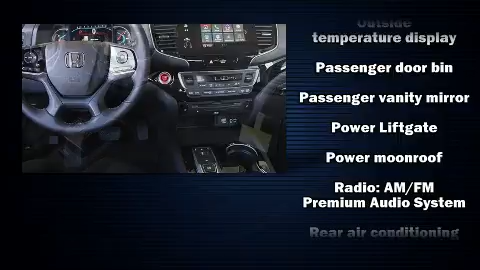 Outside
temperature display
Passenger door bin
Passenger vanity mirror
Power Liftgate
Power moonroof
Radio: AM/FM
Premium Audio System
Rear air conditioning